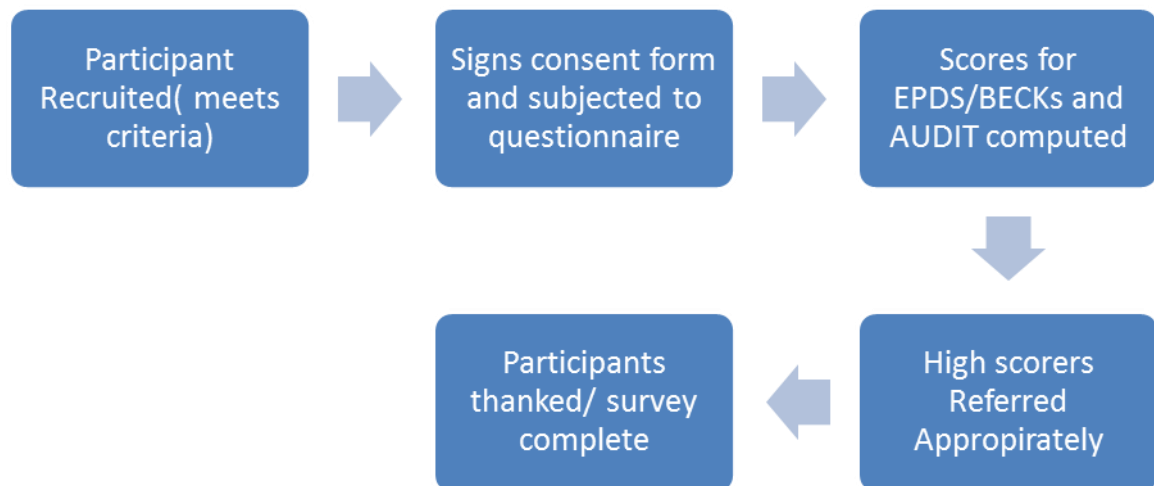 Participant
Recruited( meets
criteria)
Signs consent form
and subjected to
questionnaire
Scores for
EPDS/BECKs and
AUDIT computed
High scorers
Referred
Appropirately
Participants
thanked/ survey
complete